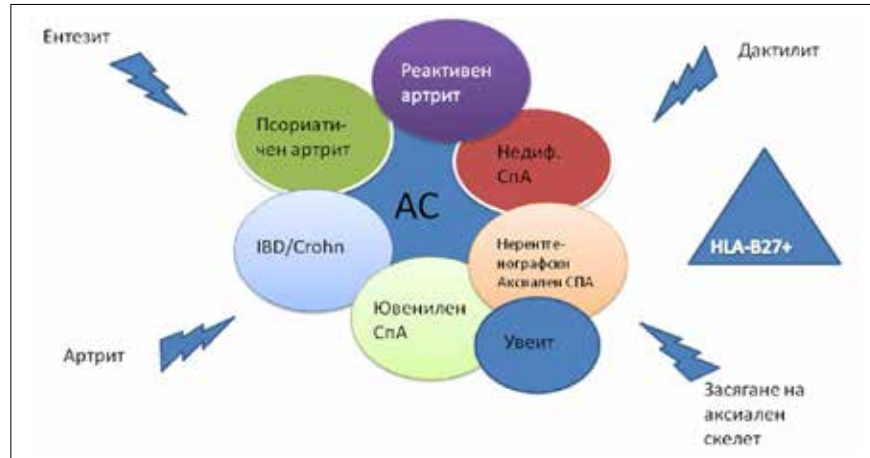 Ентезит
Дактилит
Реактивен
артрит
Псориати-
чен артрит
Недиф.
СпА
АС
HLA-B27+
IBD/Crohn
Нерентге-
нографски
Аксиален СПА
Ювенилен
СпА
Увеит
Артрит
Засягане на
аксиален
скелет